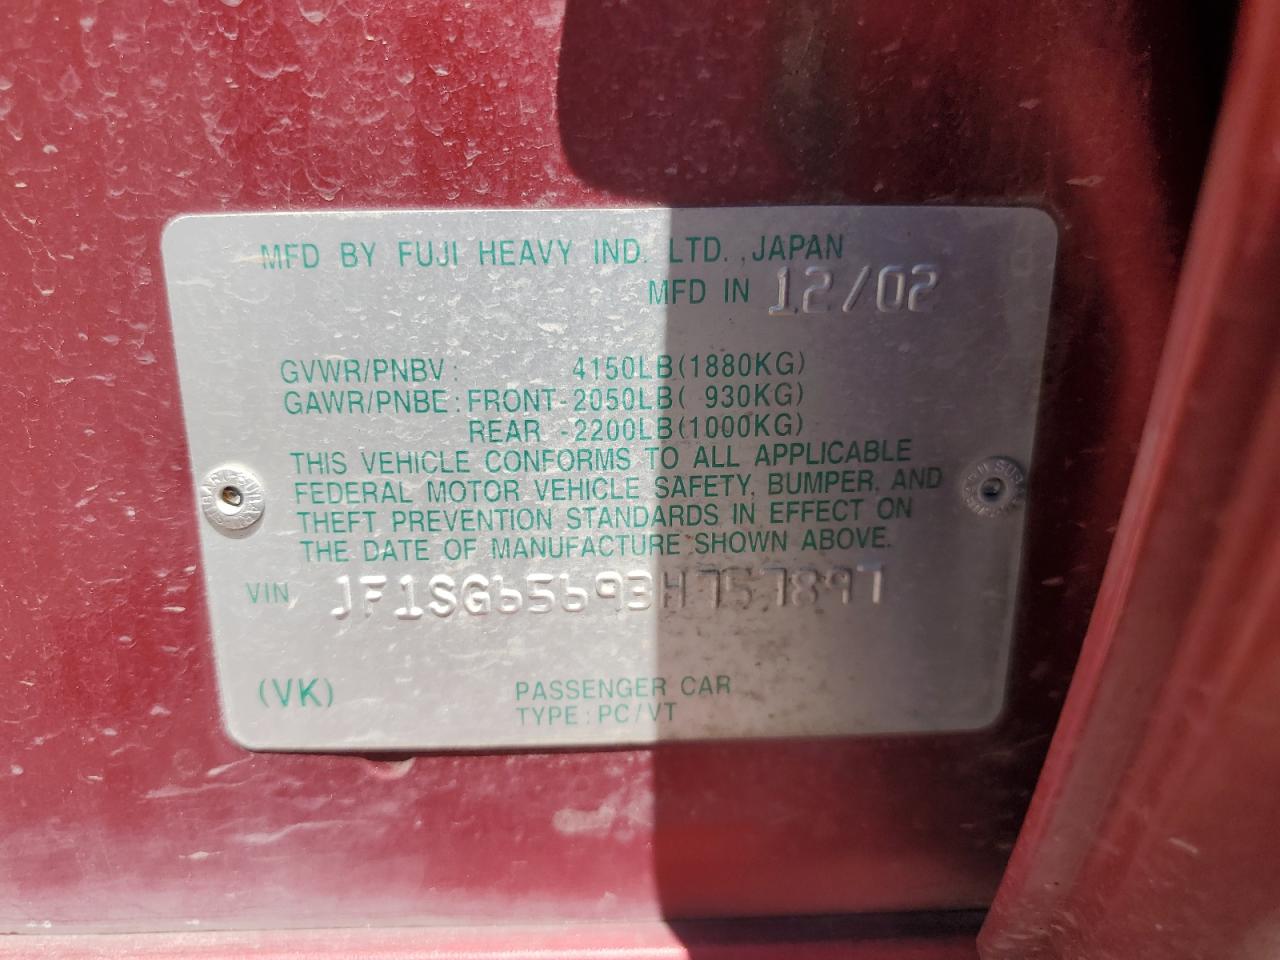 MFD BY FUJI HEAVY IND. LTD. ,JAPAN
MFD IN 12/02
GVWR/PNBV: 4150LB(1880KG)
GAWR/PNBE:FRONT-2050LB( 930KG)
REAR -2200LB(1000KG)
THIS VEHICLE CONFORMS TO ALL APPLICABLE
FEDERAL MOTOR VEHICLE SAFETY, BUMPER, AND
THEFT PREVENTION STANDARDS IN EFFECT ON
THE DATE OF MANUFACTURE SHOWN ABOVE.
VIN JF1SG65693H757897
(VK) PASSENGER CAR
TYPE:PC/VT